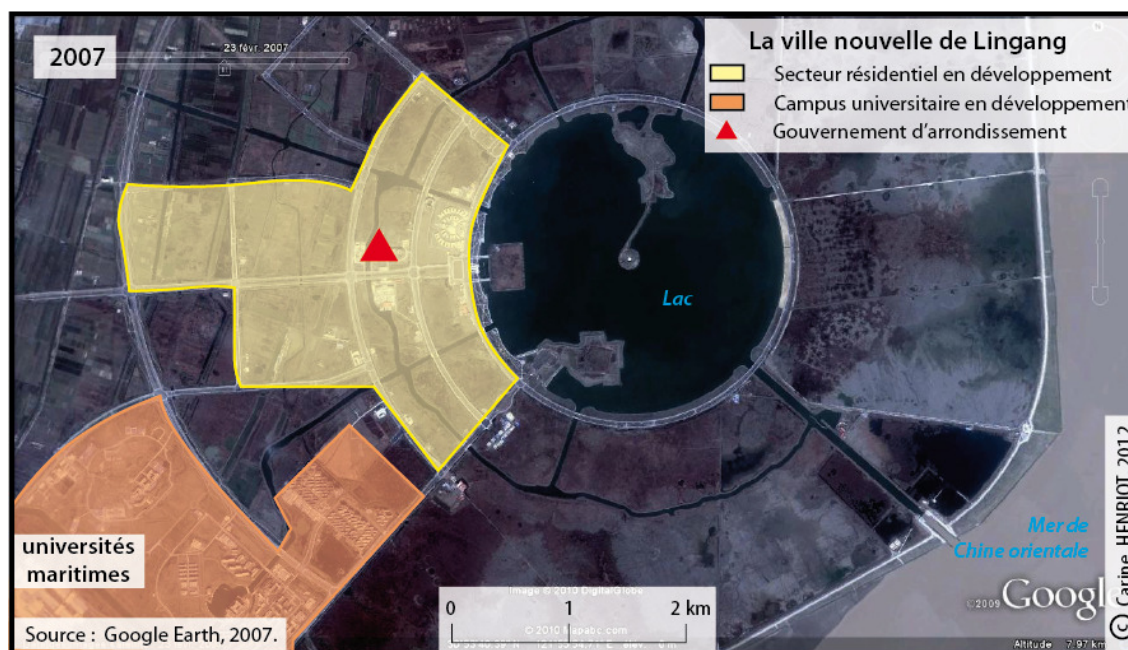 2007
23 févr. 2007
La ville nouvelle de Lingang
Secteur résidentiel en développement
Campus universitaire en développement
Gouvernement d'arrondissement
Lac
Mer de
Chine orientale
universités
maritimes
Source : Google Earth, 2007.
0 1 2 km
Image © 2010 DigitalGlobe
© 2010 Mapabc.com
©2009 Google
Altitude 7,97 km
© Carine HENRIOT 2012